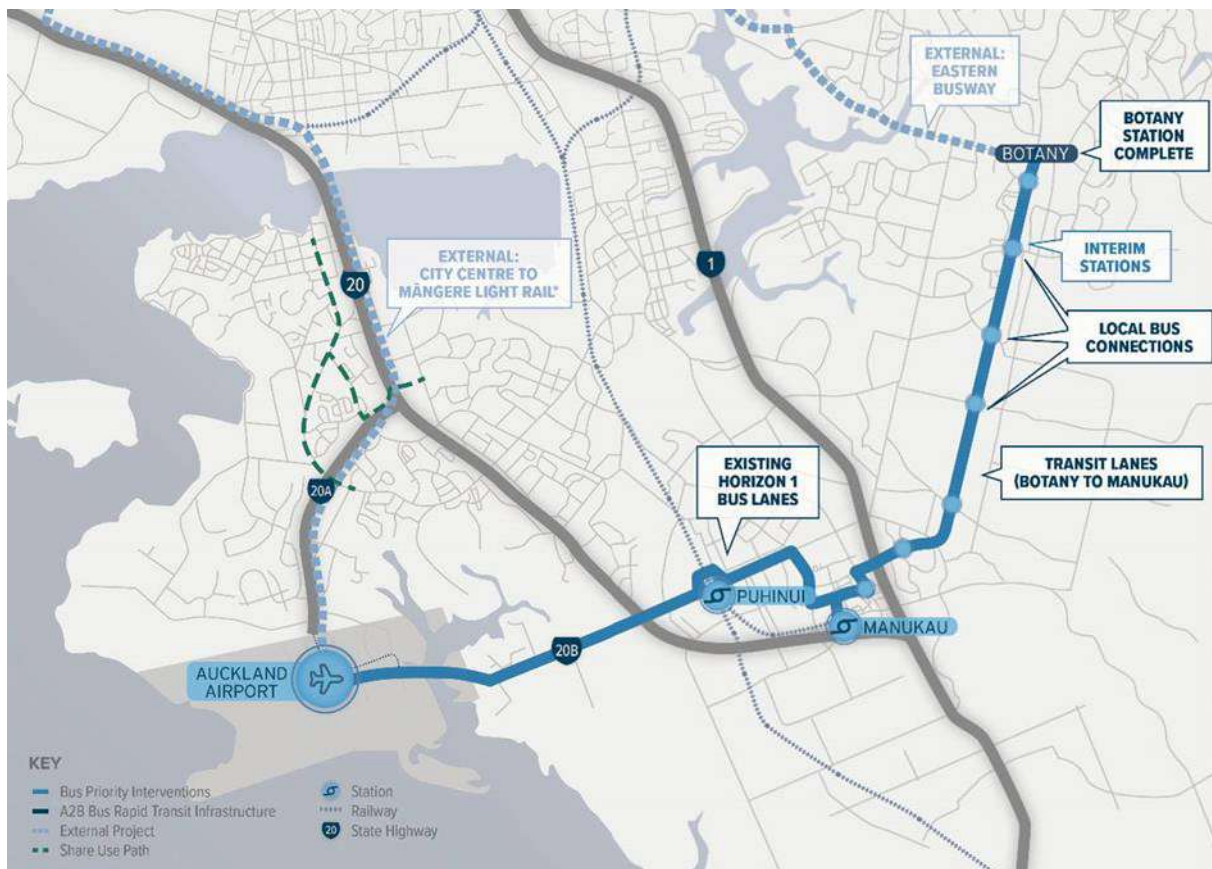 EXTERNAL:
EASTERN
BUSWAY
BOTANY
STATION
COMPLETE
BOTANY
INTERIM
STATIONS
EXTERNAL:
CITY CENTRE TO
MĀNGERE LIGHT RAIL*
20
1
LOCAL BUS
CONNECTIONS
EXISTING
HORIZON 1
BUS LANES
TRANSIT LANES
(BOTANY TO MANUKAU)
20A
PUHINUI
MANUKAU
20B
AUCKLAND
AIRPORT
KEY
Bus Priority Interventions
A2B Bus Rapid Transit Infrastructure
External Project
Share Use Path
Station
Railway
20 State Highway